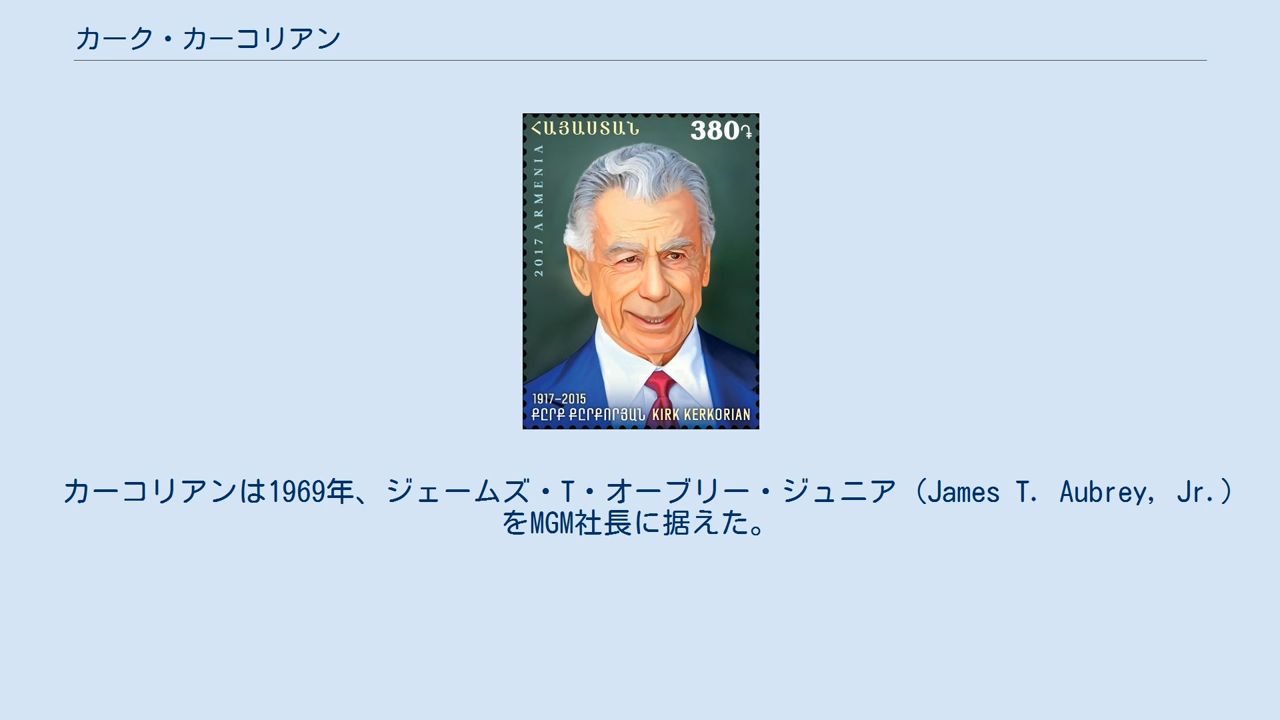 カーク・カーコリアン
ՀԱՅԱՍՏԱՆ 380֏
2017 ARMENIA
1917-2015
ՔԸՐՔ ՔԸՐՔՈՐՅԱՆ KIRK KERKORIAN
カーコリアンは1969年、ジェームズ・T・オーブリー・ジュニア（James T. Aubrey, Jr.）
をMGM社長に据えた。